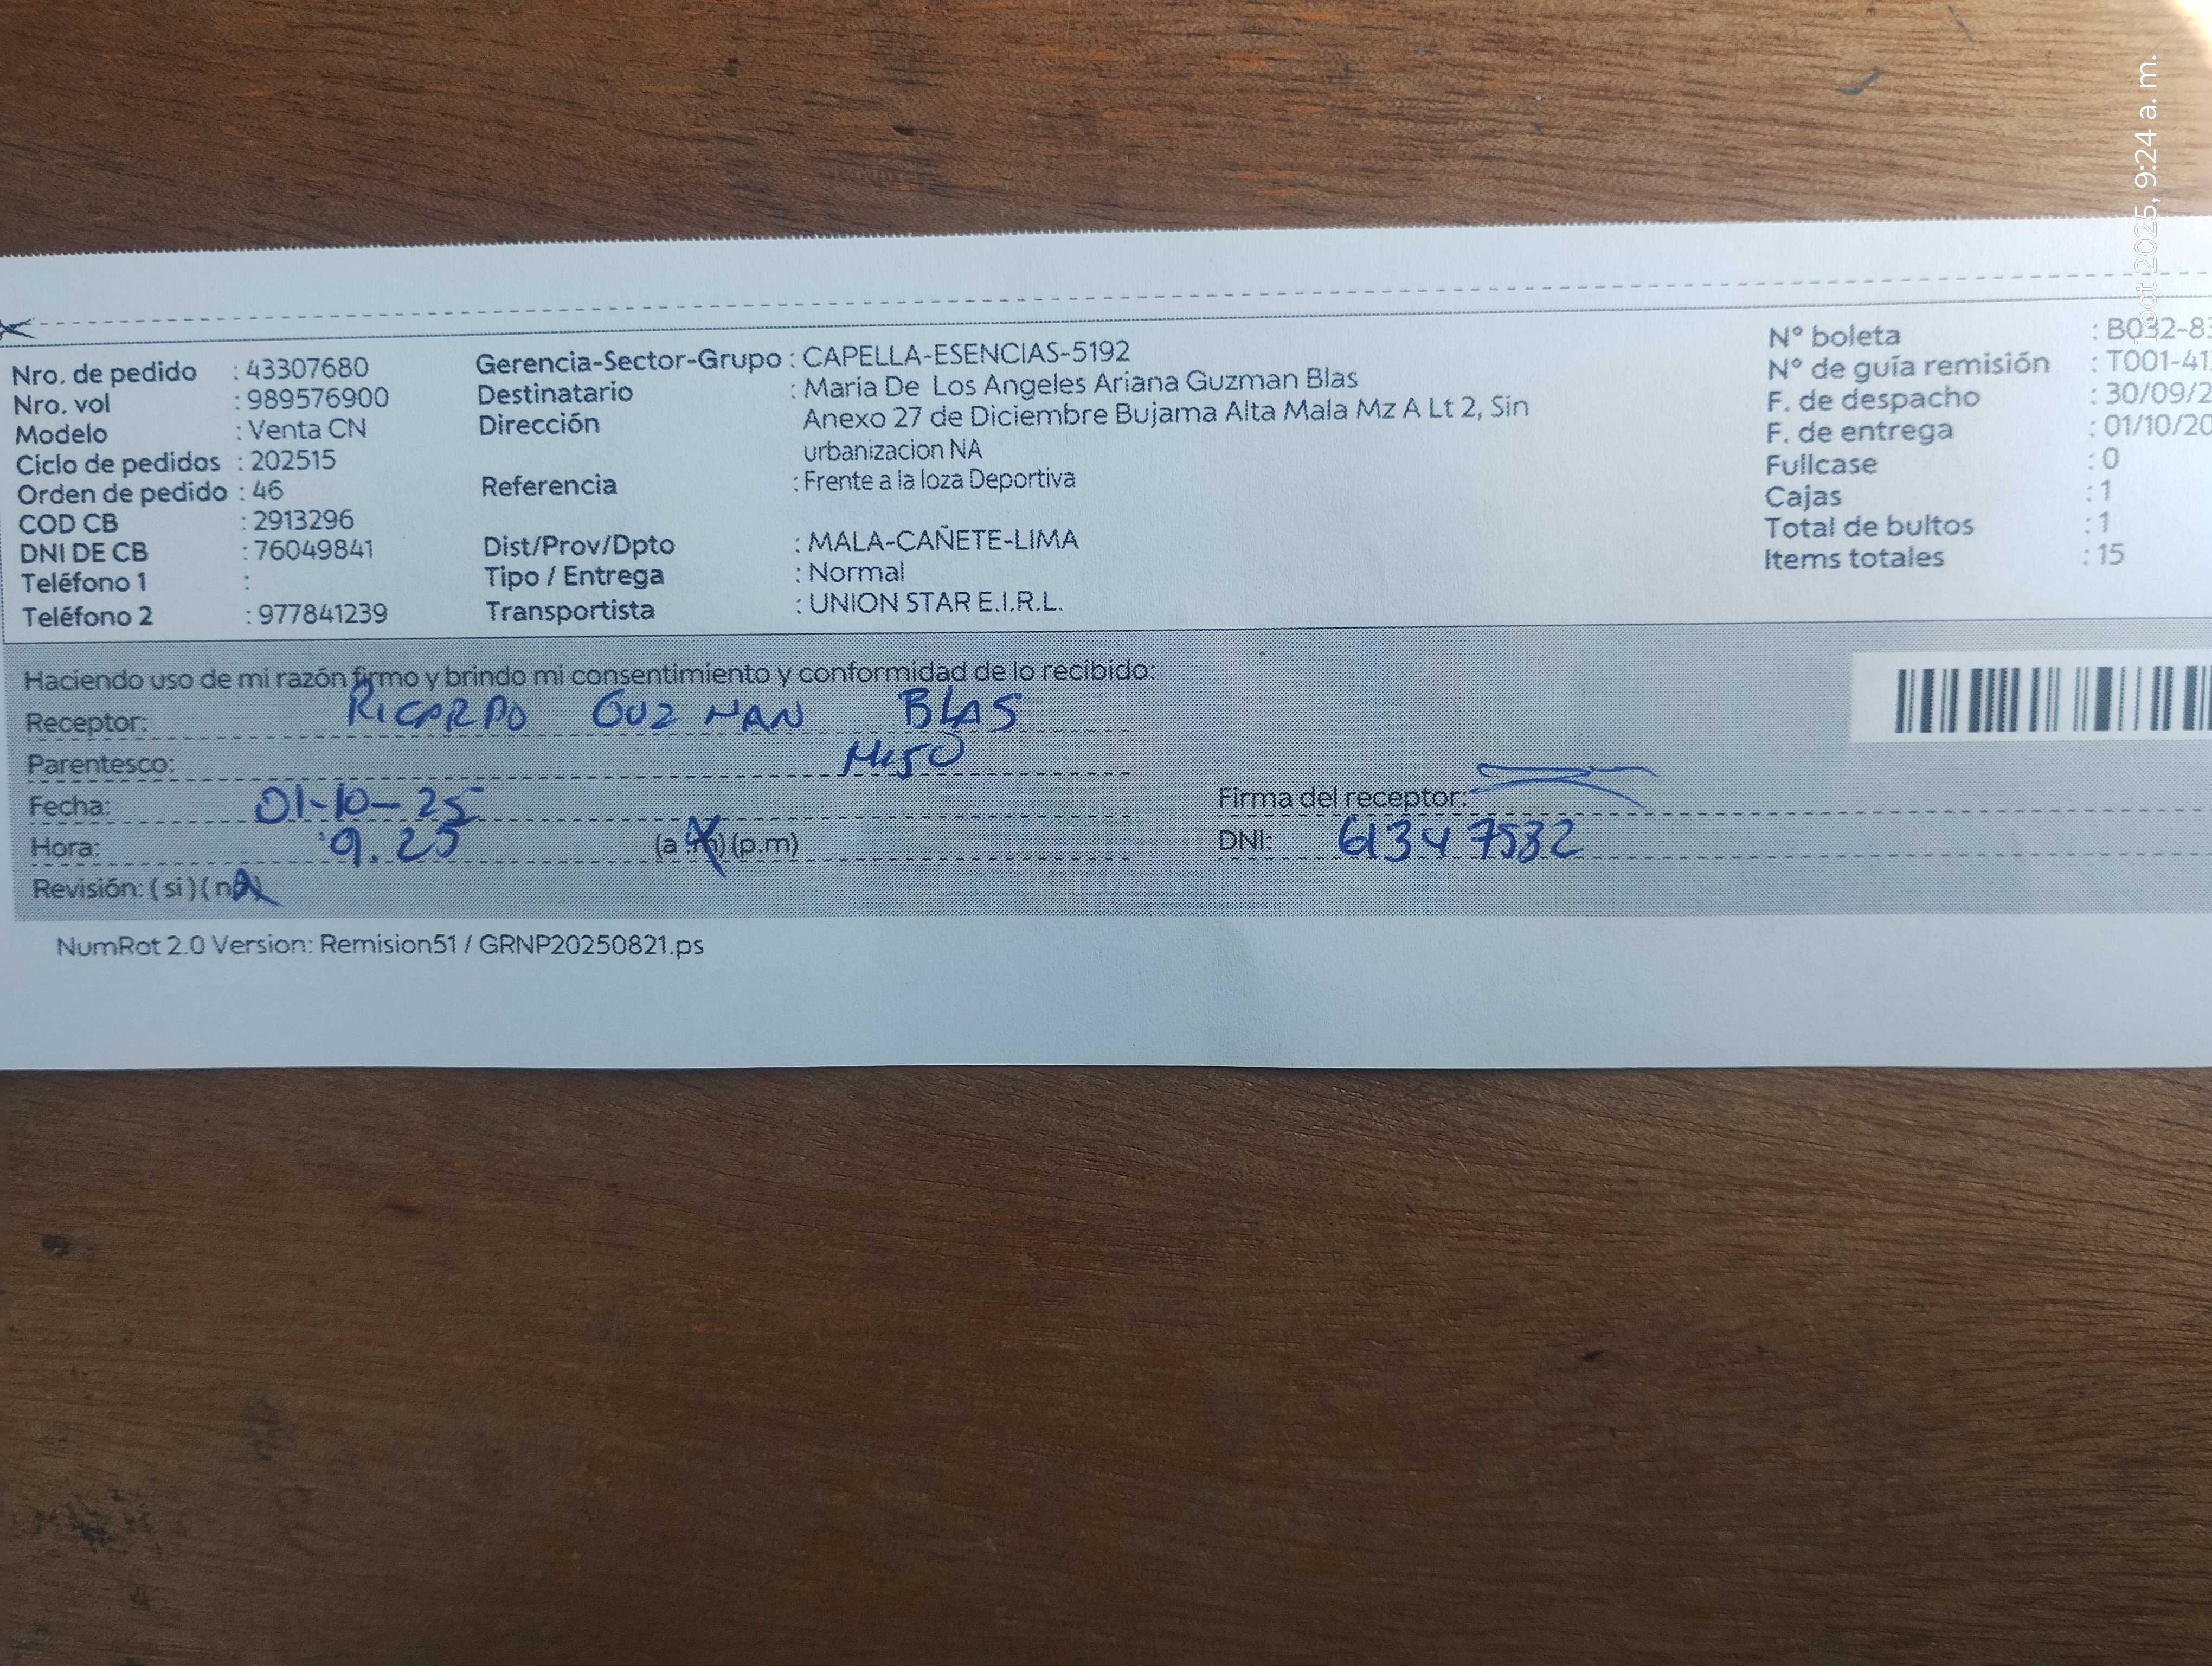 Nro. de pedido : 43307680
Nro. vol : 989576900
Modelo : Venta CN
Ciclo de pedidos : 202515
Orden de pedido : 46
COD CB : 2913296
DNI DE CB : 76049841
Teléfono 1 :
Teléfono 2 : 977841239
Gerencia-Sector-Grupo : CAPELLA-ESENCIAS-5192
Destinatario : Maria De Los Angeles Ariana Guzman Blas
Dirección Anexo 27 de Diciembre Bujama Alta Mala Mz A Lt 2, Sin
urbanizacion NA
Referencia : Frente a la loza Deportiva
Dist/Prov/Dpto : MALA-CAÑETE-LIMA
Tipo / Entrega : Normal
Transportista : UNION STAR E.I.R.L.
N° boleta : B032-83
N° de guía remisión : T001-41
F. de despacho : 30/09/2
F. de entrega : 01/10/20
Fullcase : 0
Cajas : 1
Total de bultos : 1
Items totales : 15
Haciendo uso de mi razón firmo y brindo mi consentimiento y conformidad de lo recibido:
Receptor: RICARDO GUZMAN BLAS
Parentesco:
Fecha: 01-10-25
Hora: 9.25 (a.m) (p.m)
Revisión: (si) (no)
Firma del receptor:
DNI: 61347532
NumRot 2.0 Version: Remision51 / GRNP20250821.ps
oct 2025, 9:24 a. m.